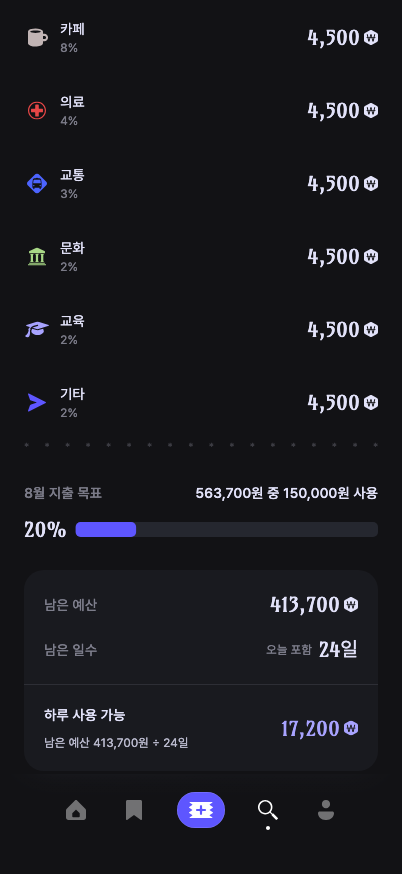 카페
8%
4,500
의료
4%
4,500
교통
3%
4,500
문화
2%
4,500
교육
2%
4,500
기타
2%
4,500
8월 지출 목표
563,700원 중 150,000원 사용
20%
남은 예산
413,700
남은 일수
오늘 포함 24일
하루 사용 가능
남은 예산 413,700원 ÷ 24일
17,200